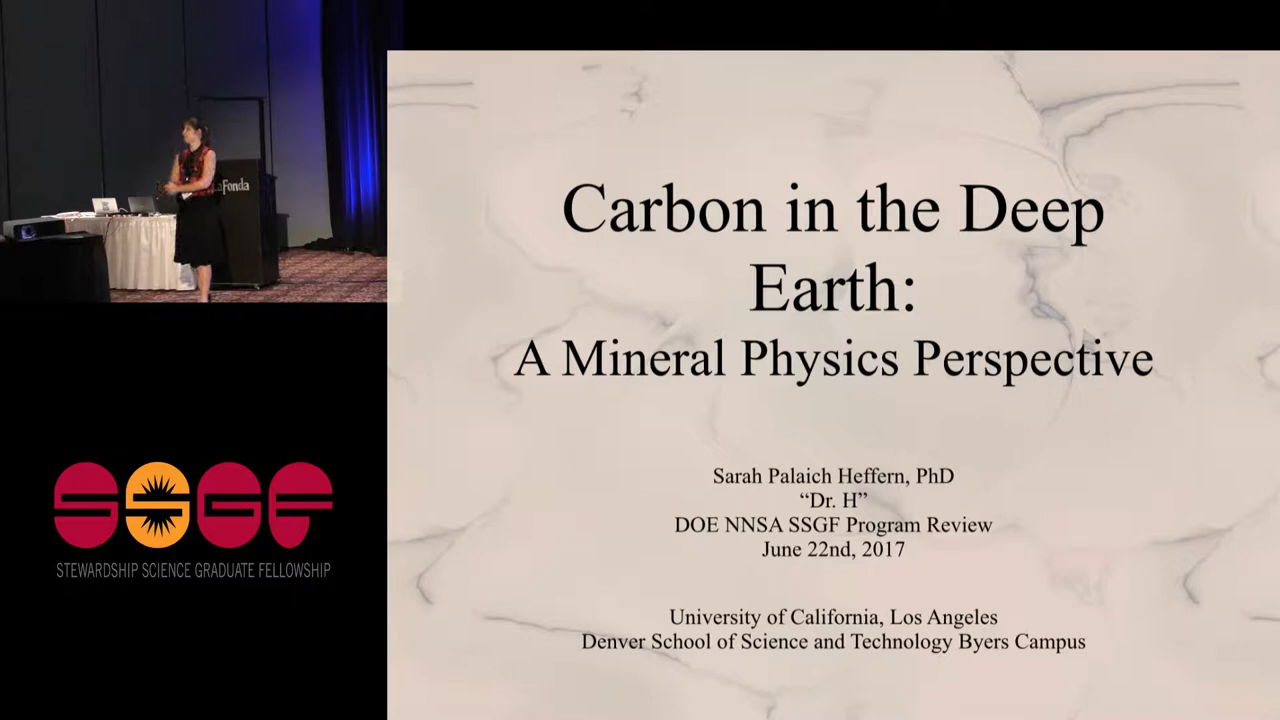 La Fonda
SSGF
STEWARDSHIP SCIENCE GRADUATE FELLOWSHIP
Carbon in the Deep
Earth:
A Mineral Physics Perspective
Sarah Palaich Heffern, PhD
“Dr. H”
DOE NNSA SSGF Program Review
June 22nd, 2017
University of California, Los Angeles
Denver School of Science and Technology Byers Campus